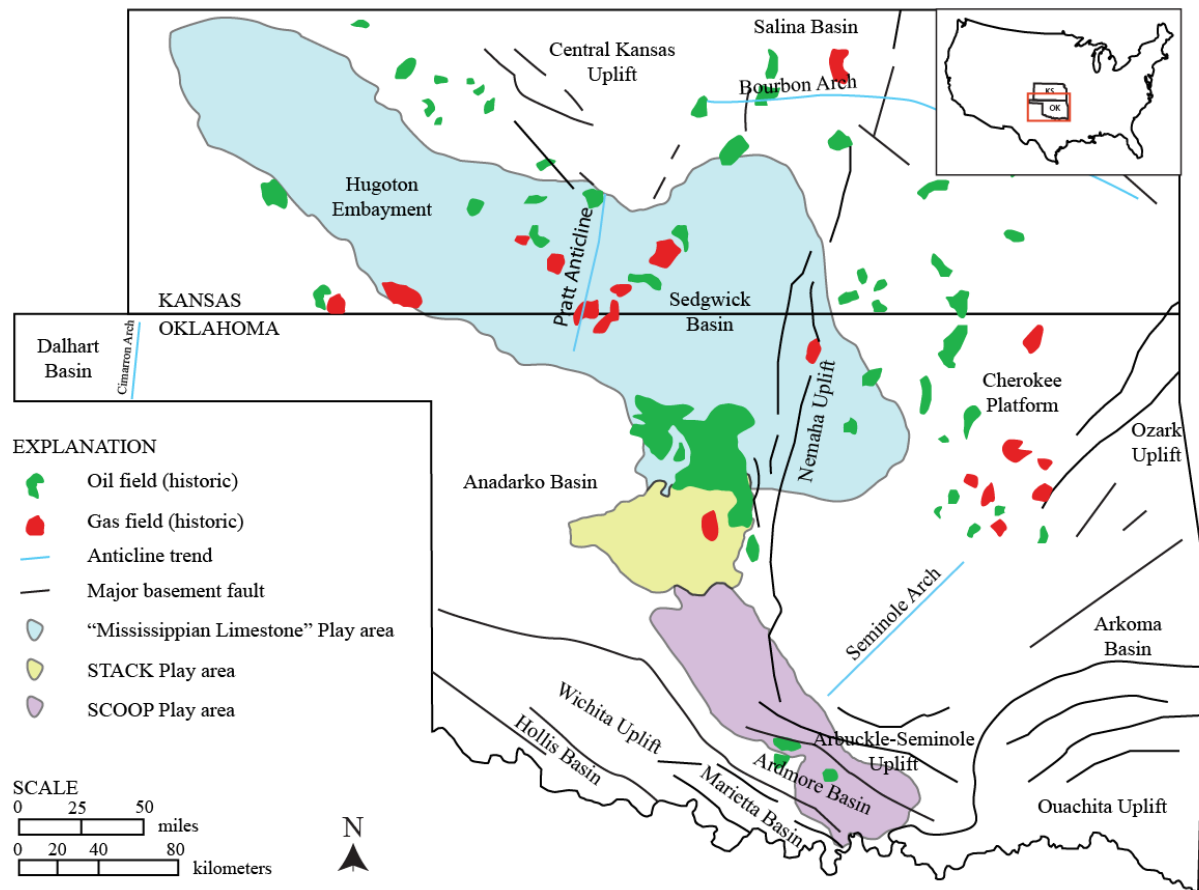 Salina Basin
Central Kansas
Uplift
Bourbon Arch
KS
OK
Hugoton
Embayment
Pratt Anticline
KANSAS
OKLAHOMA
Sedgwick
Basin
Dalhart
Basin
Cimarron Arch
Cherokee
Platform
Nemaha Uplift
Ozark
Uplift
EXPLANATION
Oil field (historic)
Gas field (historic)
Anticline trend
Major basement fault
“Mississippian Limestone” Play area
STACK Play area
SCOOP Play area
Anadarko Basin
Seminole Arch
Arkoma
Basin
Wichita Uplift
Hollis Basin
Arbuckle-Seminole
Uplift
Ardmore Basin
Marietta Basin
Ouachita Uplift
SCALE
0 25 50
miles
0 20 40 80
kilometers
N